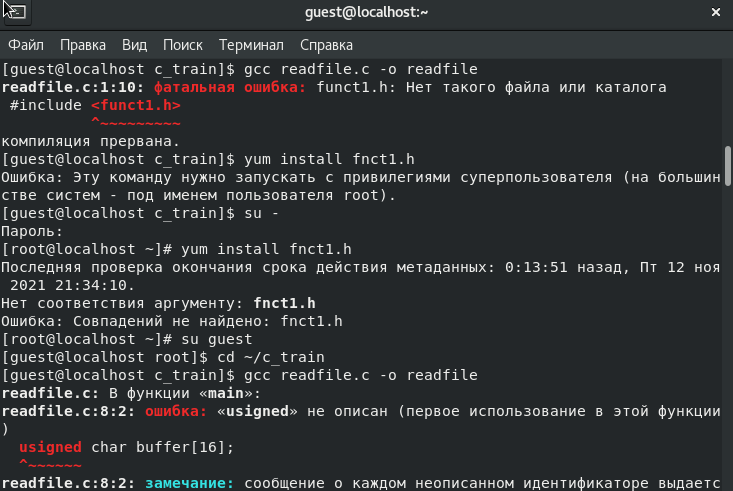 guest@localhost:~
Файл Правка Вид Поиск Терминал Справка
[guest@localhost c_train]$ gcc readfile.c -o readfile
readfile.c:1:10: фатальная ошибка: funct1.h: Нет такого файла или каталога
 #include <funct1.h>
          ^~~~~~~~~~
компиляция прервана.
[guest@localhost c_train]$ yum install fnct1.h
Ошибка: Эту команду нужно запускать с привилегиями суперпользователя (на большин
стве систем - под именем пользователя root).
[guest@localhost c_train]$ su -
Пароль:
[root@localhost ~]# yum install fnct1.h
Последняя проверка окончания срока действия метаданных: 0:13:51 назад, Пт 12 ноя
 2021 21:34:10.
Нет соответствия аргументу: fnct1.h
Ошибка: Совпадений не найдено: fnct1.h
[root@localhost ~]# su guest
[guest@localhost root]$ cd ~/c_train
[guest@localhost c_train]$ gcc readfile.c -o readfile
readfile.c: В функции «main»:
readfile.c:8:2: ошибка: «usigned» не описан (первое использование в этой функции
)
  usigned char buffer[16];
  ^~~~~~~
readfile.c:8:2: замечание: сообщение о каждом неописанном идентификаторе выдаетс